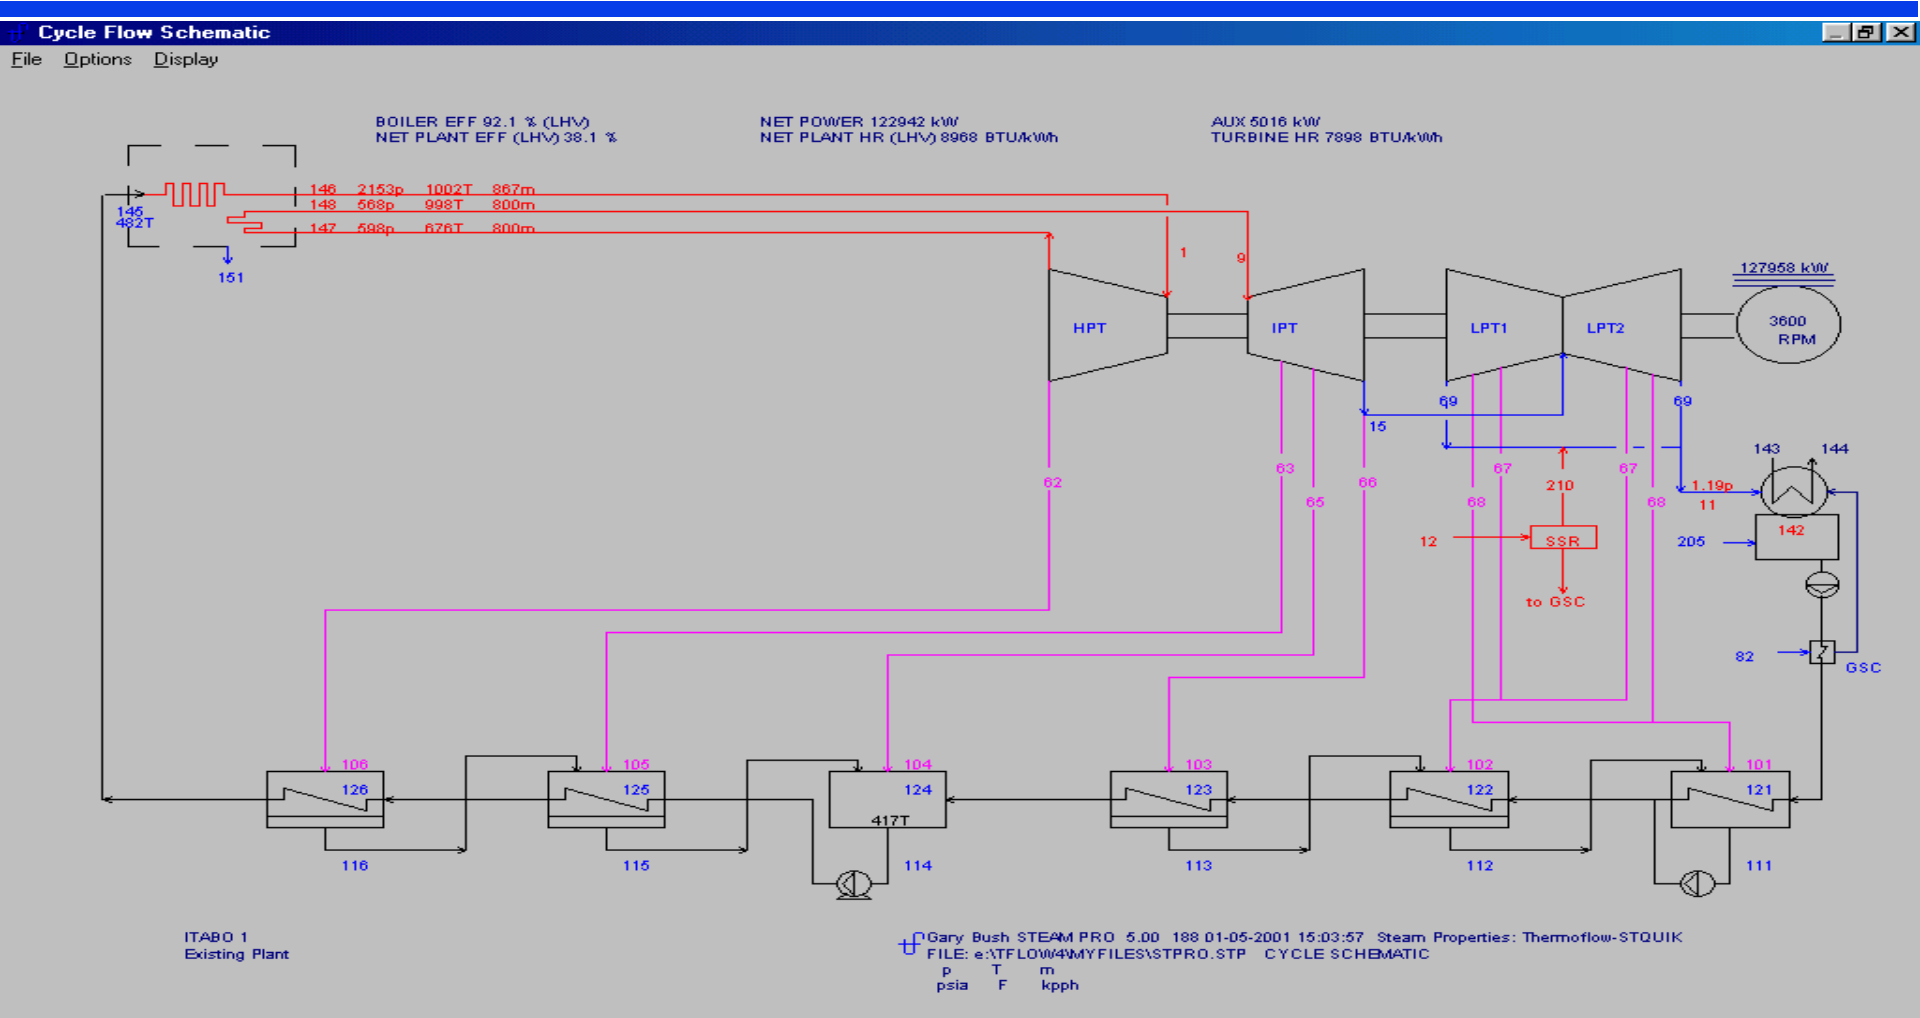 Cycle Flow Schematic
File Options Display
BOILER EFF 92.1 % (LHV)
NET PLANT EFF (LHV) 38.1 %
NET POWER 122942 kW
NET PLANT HR (LHV) 8968 BTU/kWh
AUX 5016 kW
TURBINE HR 7898 BTU/kWh
146 2153p 1002T 867m
148 568p 998T 800m
147 598p 676T 800m
145
482T
151
1
9
127958 kW
HPT
IPT
LPT1
LPT2
3600
RPM
69
69
15
143
144
62
63
65
66
68
67
67
68
210
1.19p
11
12
SSR
to GSC
142
205
82
GSC
106
105
104
103
102
101
126
125
124
123
122
121
417T
116
115
114
113
112
111
ITABO 1
Existing Plant
Gary Bush STEAM PRO 5.00 188 01-05-2001 15:03:57 Steam Properties: Thermoflow-STQUIK
FILE: e:\TFLOW4\MYFILES\STPRO.STP CYCLE SCHEMATIC
p T m
psia F kpph